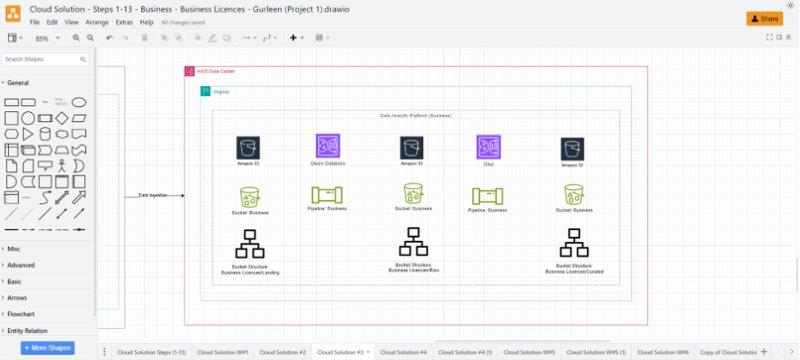 Cloud Solution - Steps 1-13 - Business - Business Licences - Gurleen (Project 1).drawio
File Edit View Arrange Extras Help All changes saved
Share
85%
Search Shapes
General
Misc
Advanced
Basic
Arrows
Flowchart
Entity Relation
+ More Shapes
Data Ingestion
AWS Data Center
Virginia
Data Analytic Platform (Business)
Amazon S3
Glue Databrew
Amazon S3
Glue
Amazon S3
Bucket: Business
Pipeline: Business
Bucket: Business
Pipeline: Business
Bucket: Business
Bucket Structure:
Business Licences/Landing
Bucket Structure:
Business Licences/Raw
Bucket Structure:
Business Licences/Curated
Cloud Solution Steps (1-13)
Cloud Solution W#1
Cloud Solution #2
Cloud Solution #3
Cloud Solution #4
Cloud Solution #4 (1)
Cloud Solution W#5
Cloud Solution W#5 (1)
Cloud Solution W#6
Copy of Cloud Solution